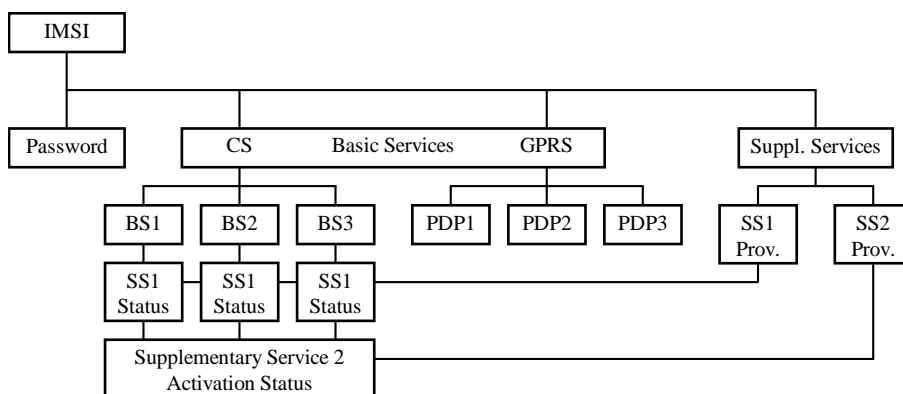 IMSI
Password
CS Basic Services GPRS
Suppl. Services
BS1
BS2
BS3
PDP1
PDP2
PDP3
SS1
Prov.
SS2
Prov.
SS1
Status
SS1
Status
SS1
Status
Supplementary Service 2
Activation Status